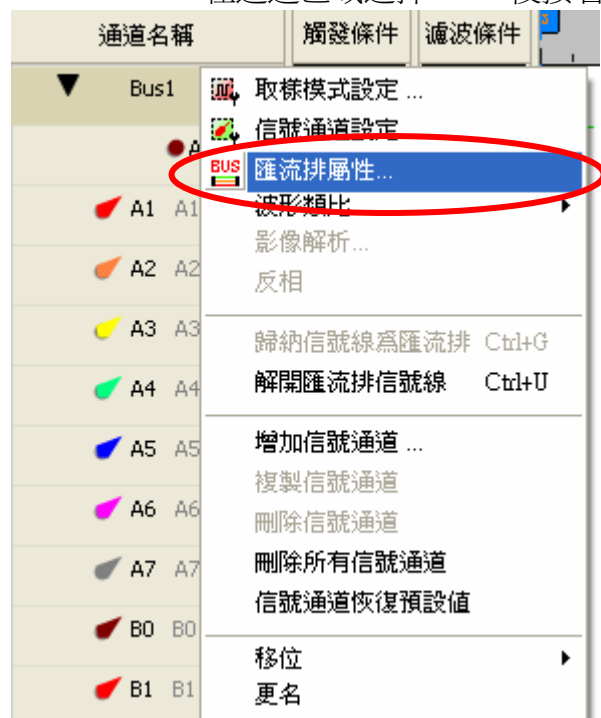 通道名稱 觸發條件 濾波條件
Bus1 取樣模式設定 ...
信號通道設定
BUS 匯流排屬性...
A1 A1 波形類比
影像解析...
A2 A2 反相
A3 A3 歸納信號線為匯流排 Ctrl+G
A4 A4 解開匯流排信號線 Ctrl+U
A5 A5 增加信號通道 ...
複製信號通道
A6 A6 刪除信號通道
A7 A7 刪除所有信號通道
信號通道恢復預設值
B0 B0
移位
B1 B1 更名